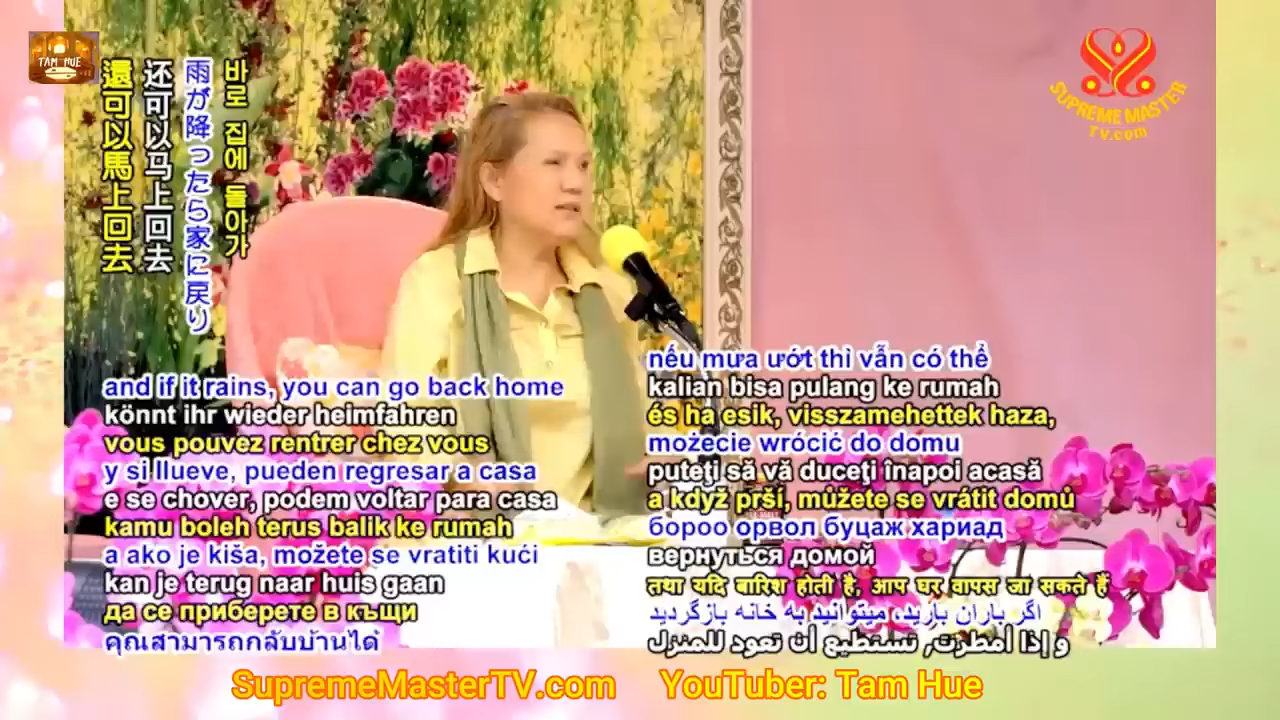 TAM HUE
SUPREME MASTER
TV.com
還可以馬上回去
还可以马上回去
雨が降ったら家に戻り
바로 집에 돌아가
and if it rains, you can go back home
könnt ihr wieder heimfahren
vous pouvez rentrer chez vous
y si llueve, pueden regresar a casa
e se chover, podem voltar para casa
kamu boleh terus balik ke rumah
a ako je kiša, možete se vratiti kući
kan je terug naar huis gaan
да се приберете в къщи
คุณสามารถกลับบ้านได้
nếu mưa ướt thì vẫn có thể
kalian bisa pulang ke rumah
és ha esik, visszamehettek haza,
możecie wrócić do domu
puteţi să vă duceţi înapoi acasă
a když prší, můžete se vrátit domů
бороо орвол буцаж хариад
вернуться домой
तथा यदि बारिश होती है, आप घर वापस जा सकते हैं
اگر باران بارید، میتوانید به خانه بازگردید
و إذا أمطرت, تستطيع أن تعود للمنزل
SupremeMasterTV.com YouTuber: Tam Hue